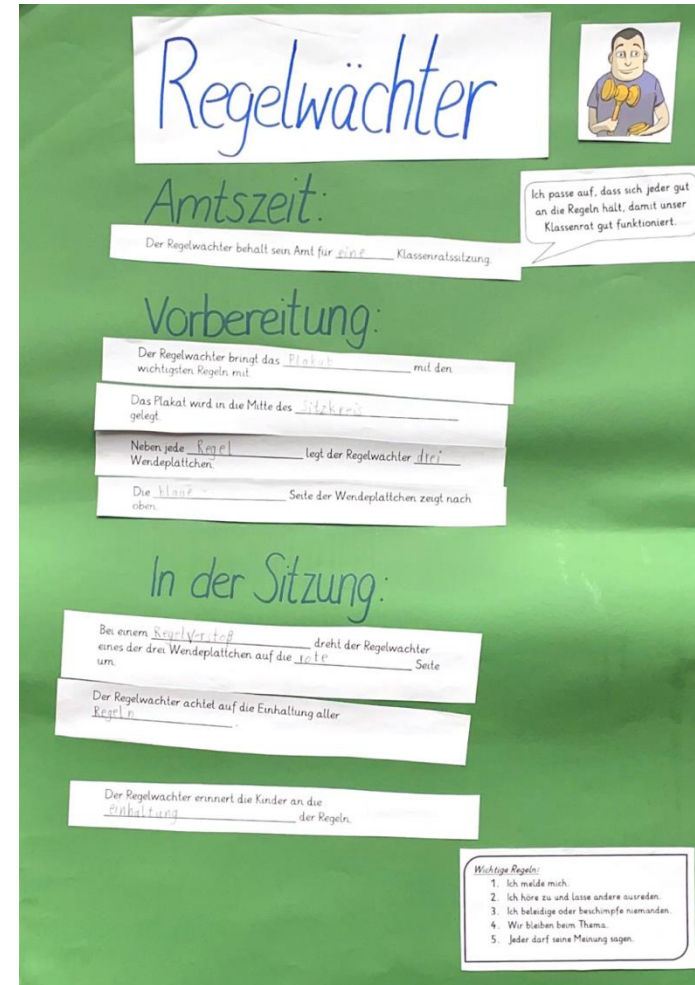 Regelwächter
Amtszeit:
Ich passe auf, dass sich jeder gut
an die Regeln hält, damit unser
Klassenrat gut funktioniert.
Der Regelwächter behält sein Amt für eine Klassenratssitzung.
Vorbereitung:
Der Regelwächter bringt das Plakat mit den
wichtigsten Regeln mit.
Das Plakat wird in die Mitte des Sitzkreis
gelegt.
Neben jede Regel legt der Regelwächter drei
Wendeplättchen.
Die blaue Seite der Wendeplättchen zeigt nach
oben.
In der Sitzung:
Bei einem Regelverstoß dreht der Regelwächter
eines der drei Wendeplättchen auf die rote Seite
um.
Der Regelwächter achtet auf die Einhaltung aller
Regeln.
Der Regelwächter erinnert die Kinder an die
einhaltung der Regeln.
Wichtige Regeln:
1. Ich melde mich.
2. Ich höre zu und lasse andere ausreden.
3. Ich beleidige oder beschimpfe niemanden.
4. Wir bleiben beim Thema.
5. Jeder darf seine Meinung sagen.